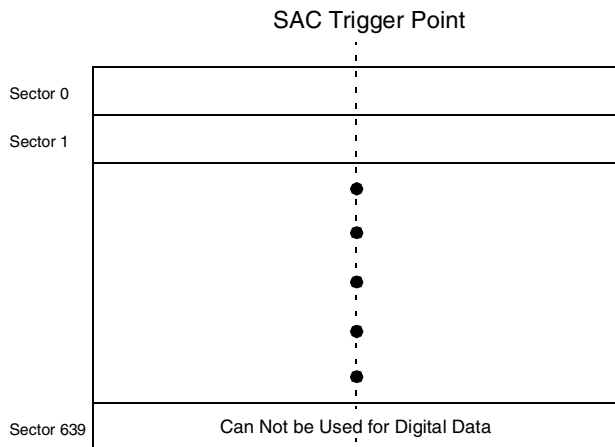 SAC Trigger Point
Sector 0
Sector 1
Sector 639
Can Not be Used for Digital Data